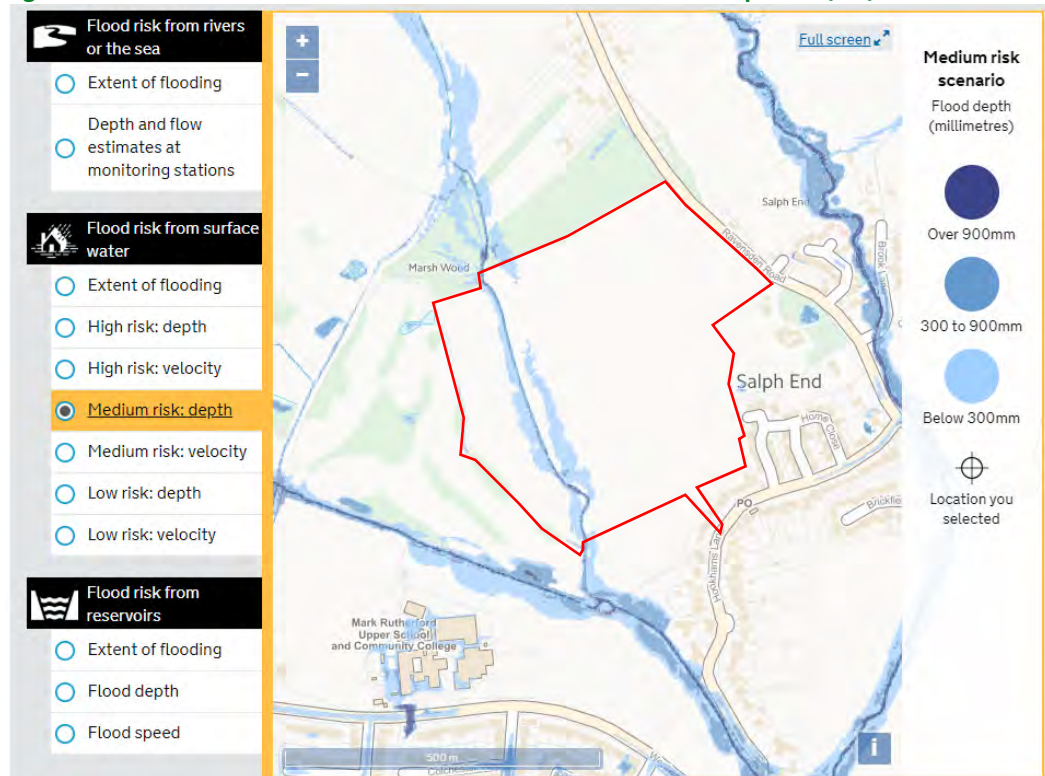 Flood risk from rivers
or the sea
Extent of flooding
Depth and flow
estimates at
monitoring stations
Flood risk from surface
water
Extent of flooding
High risk: depth
High risk: velocity
Medium risk: depth
Medium risk: velocity
Low risk: depth
Low risk: velocity
Flood risk from
reservoirs
Extent of flooding
Flood depth
Flood speed
+
−
Full screen
Salph End
Ravensden Road
Brook Lane
Marsh Wood
Salph End
Home Close
PO
Brickfie
Hookhams Lane
Mark Rutherford
Upper School
and Community College
500 m
Colches
i
Medium risk
scenario
Flood depth
(millimetres)
Over 900mm
300 to 900mm
Below 300mm
Location you
selected